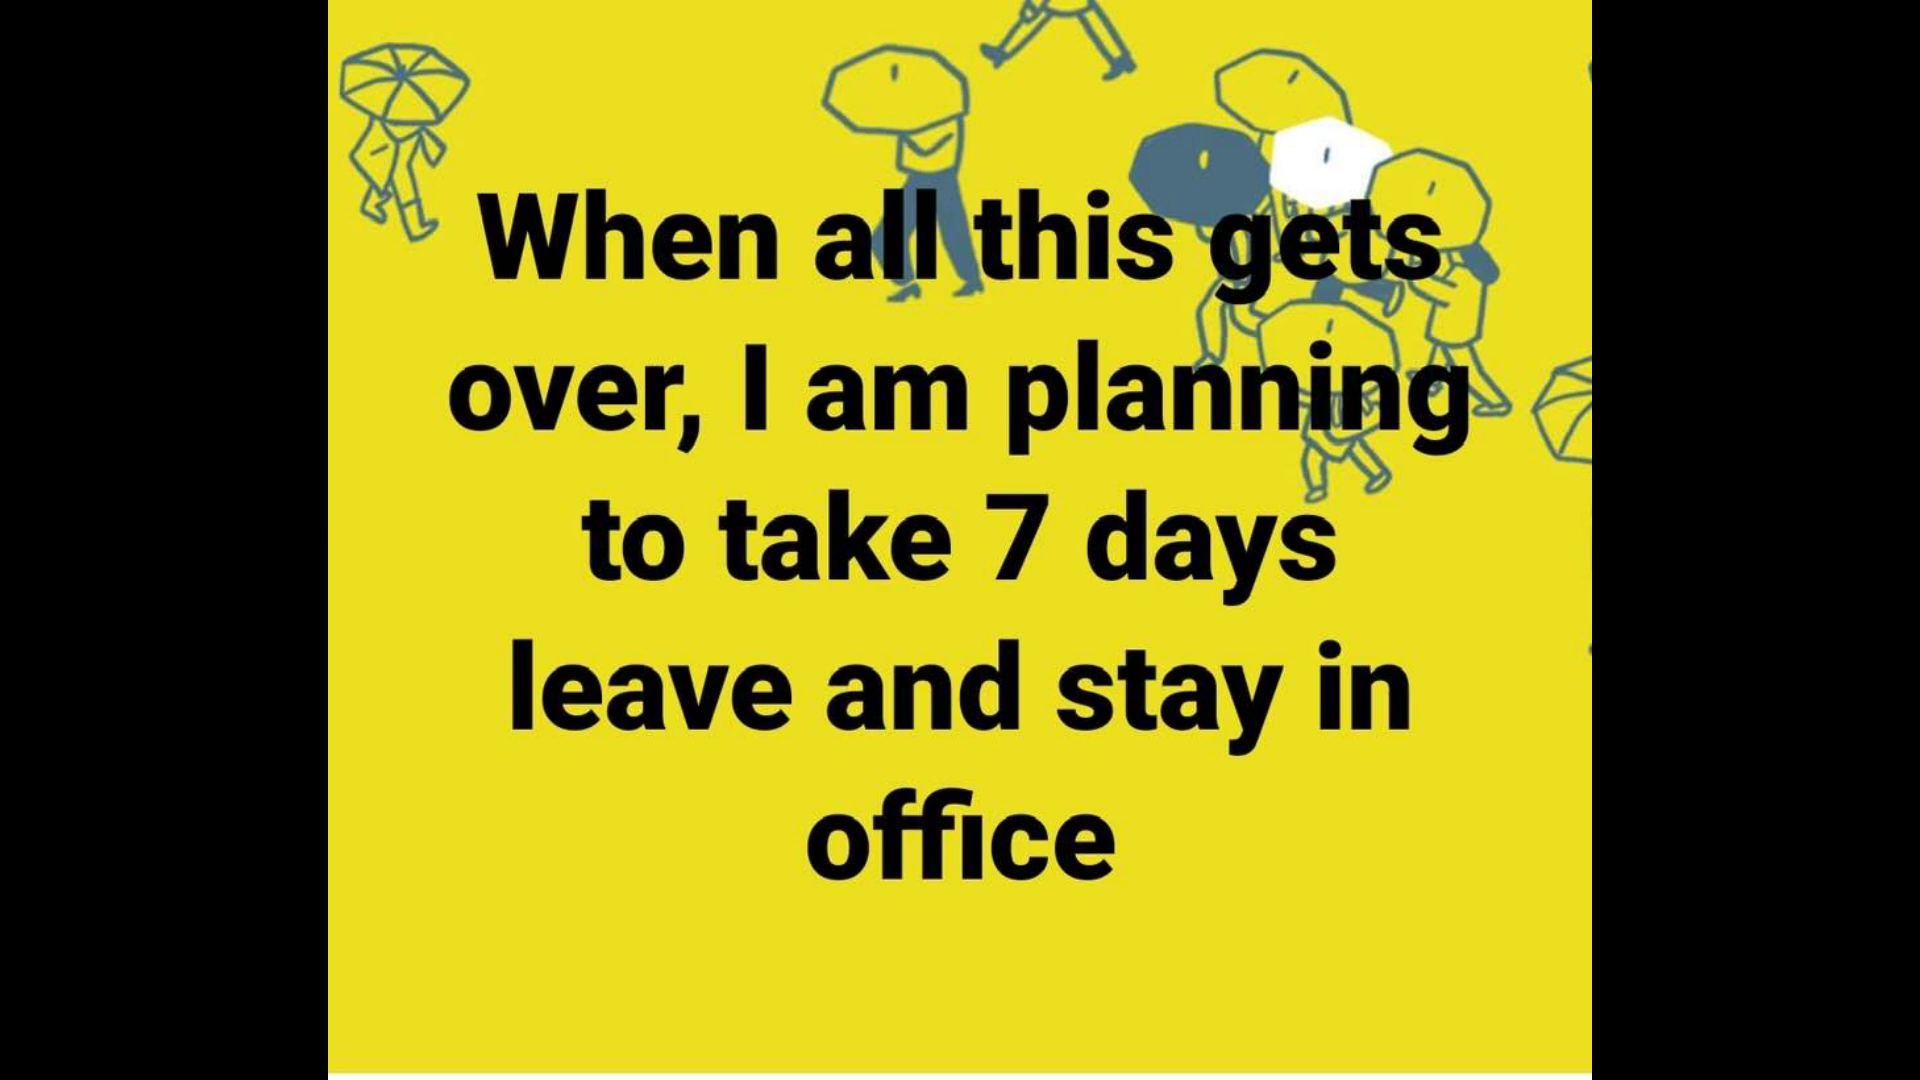 When all this gets
over, I am planning
to take 7 days
leave and stay in
office